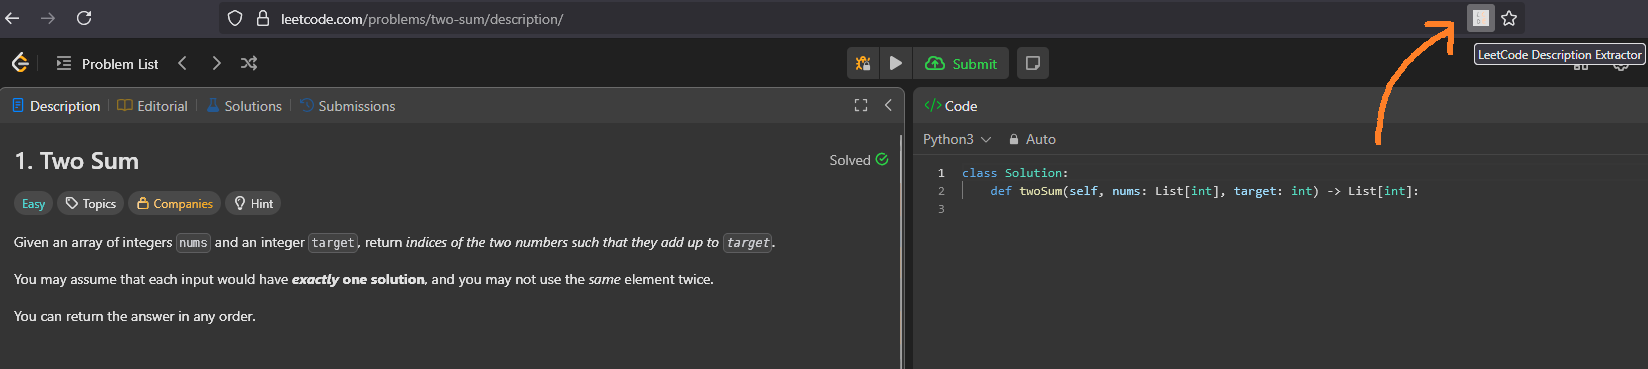 leetcode.com/problems/two-sum/description/
LeetCode Description Extractor
Problem List
Submit
Description
Editorial
Solutions
Submissions
</> Code
Python3
Auto
1. Two Sum
Solved
Easy
Topics
Companies
Hint
Given an array of integers nums and an integer target, return indices of the two numbers such that they add up to target.
You may assume that each input would have exactly one solution, and you may not use the same element twice.
You can return the answer in any order.
1 class Solution:
2 def twoSum(self, nums: List[int], target: int) -> List[int]:
3